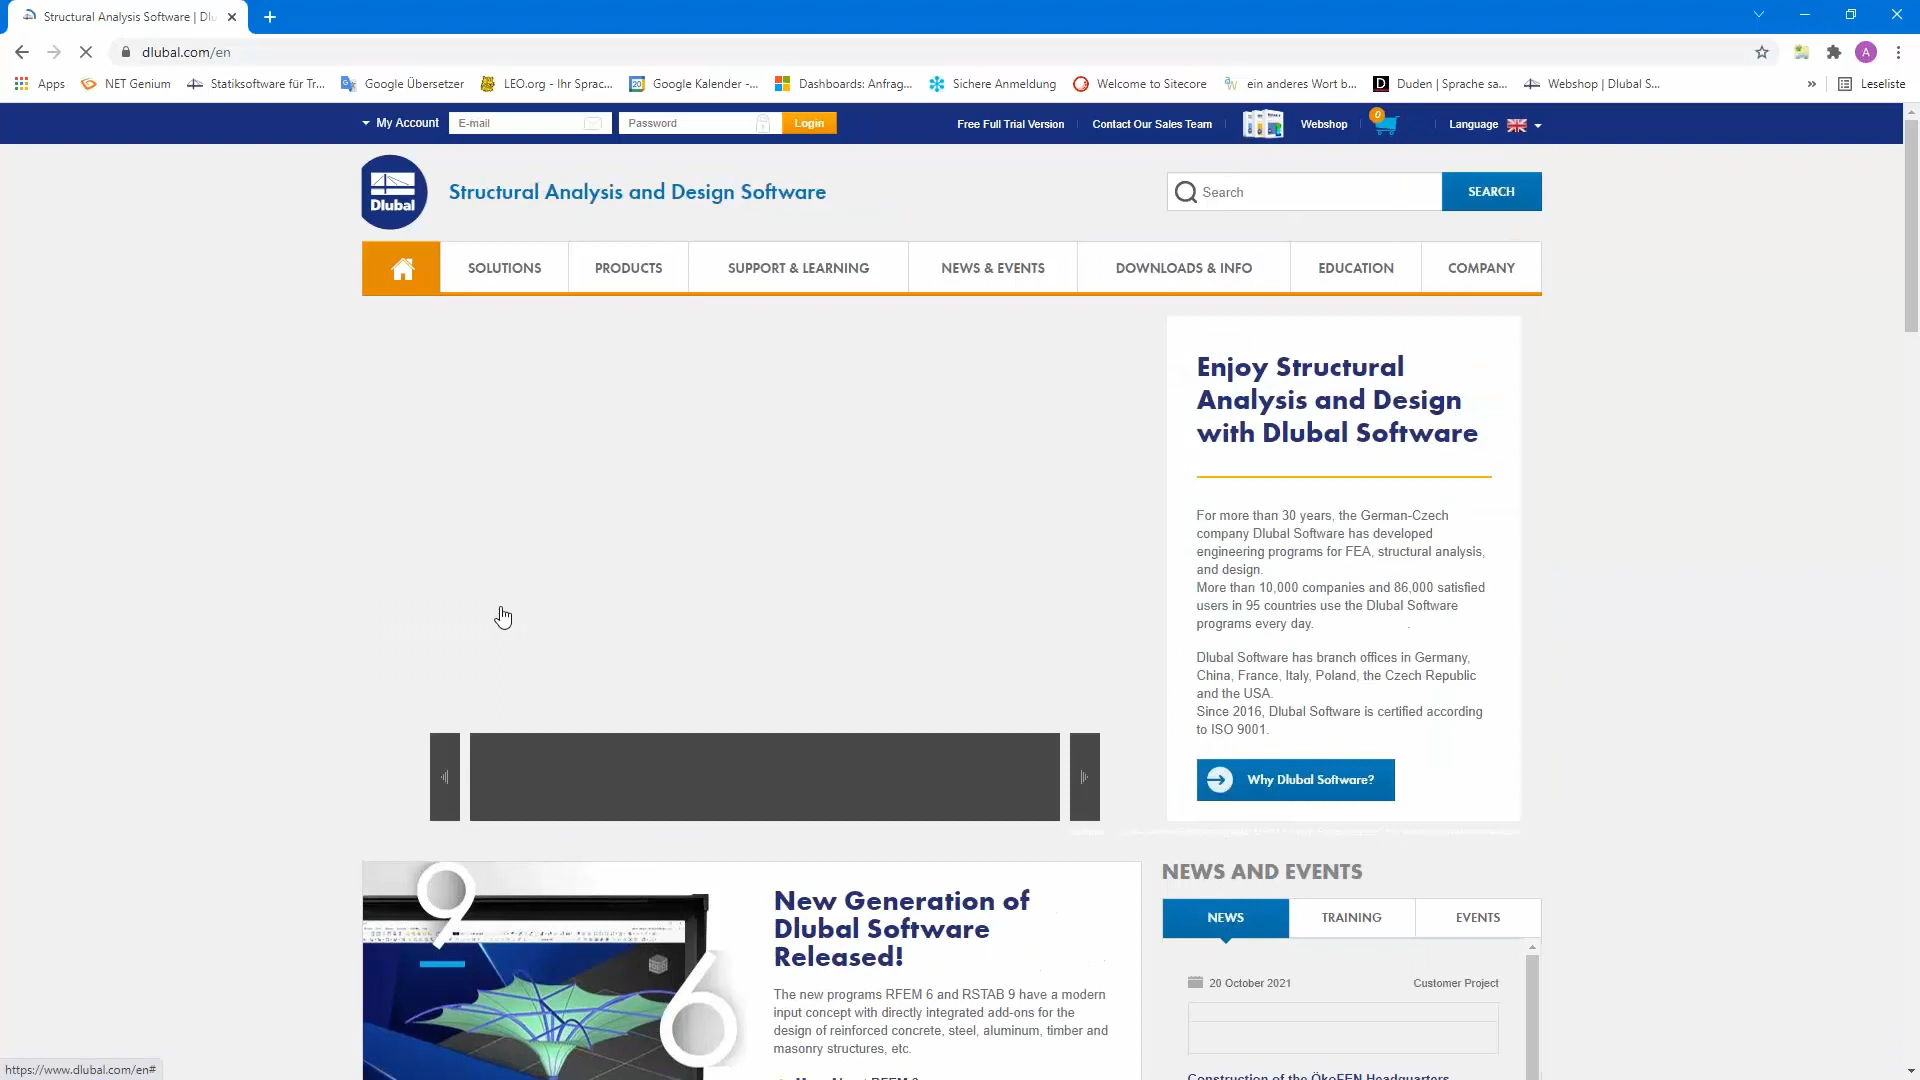 Structural Analysis Software | Dlu
dlubal.com/en
A
Apps
NET Genium
Statiksoftware für Tr...
Google Übersetzer
LEO.org - Ihr Sprac...
Google Kalender -...
Dashboards: Anfrag...
Sichere Anmeldung
Welcome to Sitecore
ein anderes Wort b...
Duden | Sprache sa...
Webshop | Dlubal S...
»
Leseliste
My Account
E-mail
Password
Login
Free Full Trial Version
Contact Our Sales Team
Webshop
0
Language
Dlubal
Structural Analysis and Design Software
Search
SEARCH
SOLUTIONS
PRODUCTS
SUPPORT & LEARNING
NEWS & EVENTS
DOWNLOADS & INFO
EDUCATION
COMPANY
Enjoy Structural
Analysis and Design
with Dlubal Software
For more than 30 years, the German-Czech
company Dlubal Software has developed
engineering programs for FEA, structural analysis,
and design.
More than 10,000 companies and 86,000 satisfied
users in 95 countries use the Dlubal Software
programs every day.
Dlubal Software has branch offices in Germany,
China, France, Italy, Poland, the Czech Republic
and the USA.
Since 2016, Dlubal Software is certified according
to ISO 9001.
Why Dlubal Software?
9
6
New Generation of
Dlubal Software
Released!
The new programs RFEM 6 and RSTAB 9 have a modern
input concept with directly integrated add-ons for the
design of reinforced concrete, steel, aluminum, timber and
masonry structures, etc.
More About RFEM 6
NEWS AND EVENTS
NEWS
TRAINING
EVENTS
20 October 2021
Customer Project
Construction of the ÖkoFEN Headquarters
https://www.dlubal.com/en#